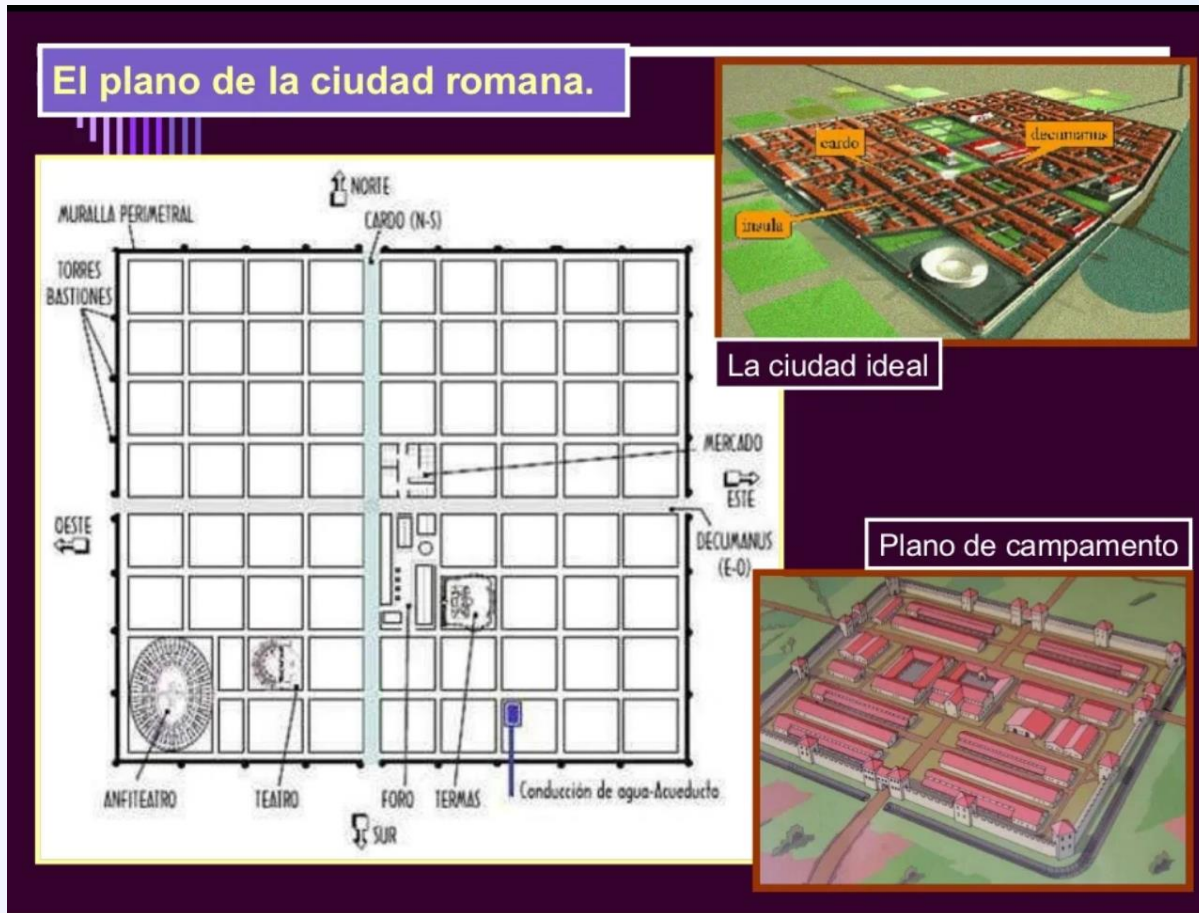 El plano de la ciudad romana.
NORTE
MURALLA PERIMETRAL
CARDO (N-S)
TORRES
BASTIONES
MERCADO
ESTE
OESTE
DECUMANUS
(E-O)
ANFITEATRO
TEATRO
FORO
TERMAS
Conducción de agua-Acueducto
SUR
cardo
decumanus
insula
La ciudad ideal
Plano de campamento